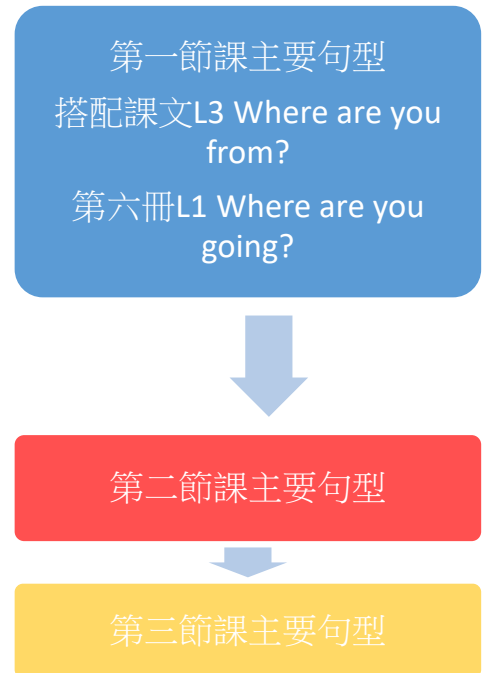 第一節課主要句型
搭配課文L3 Where are you
from?
第六冊L1 Where are you
going?
第二節課主要句型
第三節課主要句型